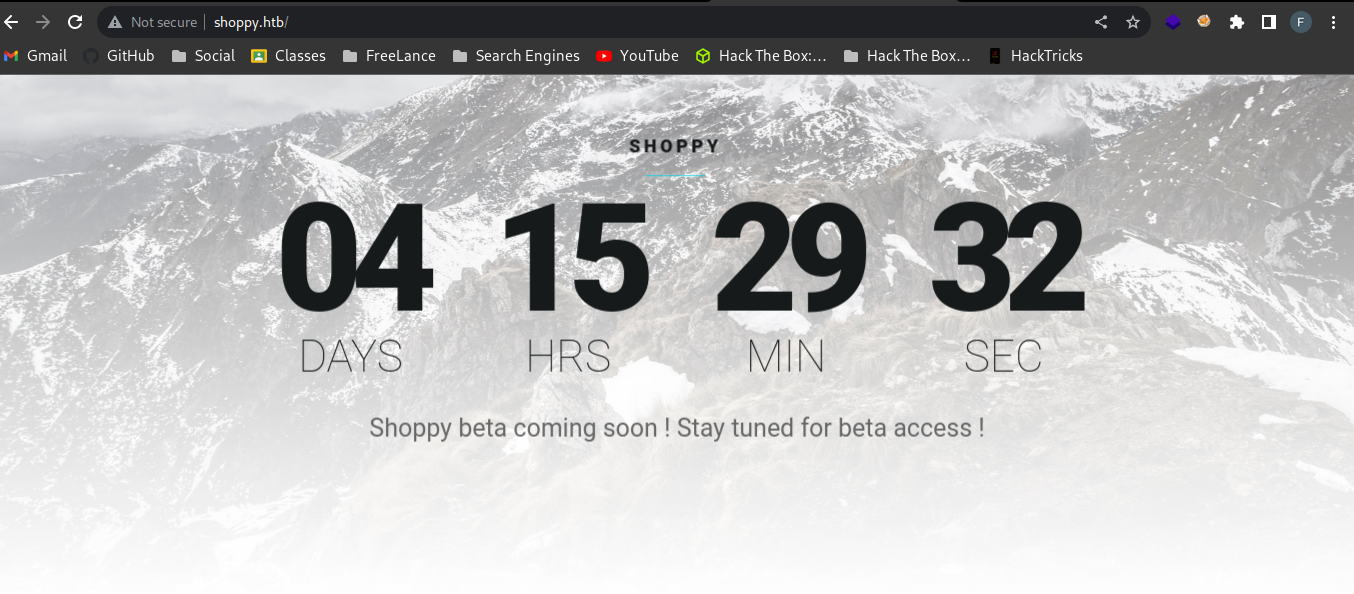 Not secure shoppy.htb/ F
Gmail GitHub Social Classes FreeLance Search Engines YouTube Hack The Box:... Hack The Box... HackTricks
SHOPPY
04 15 29 32
DAYS HRS MIN SEC
Shoppy beta coming soon ! Stay tuned for beta access !